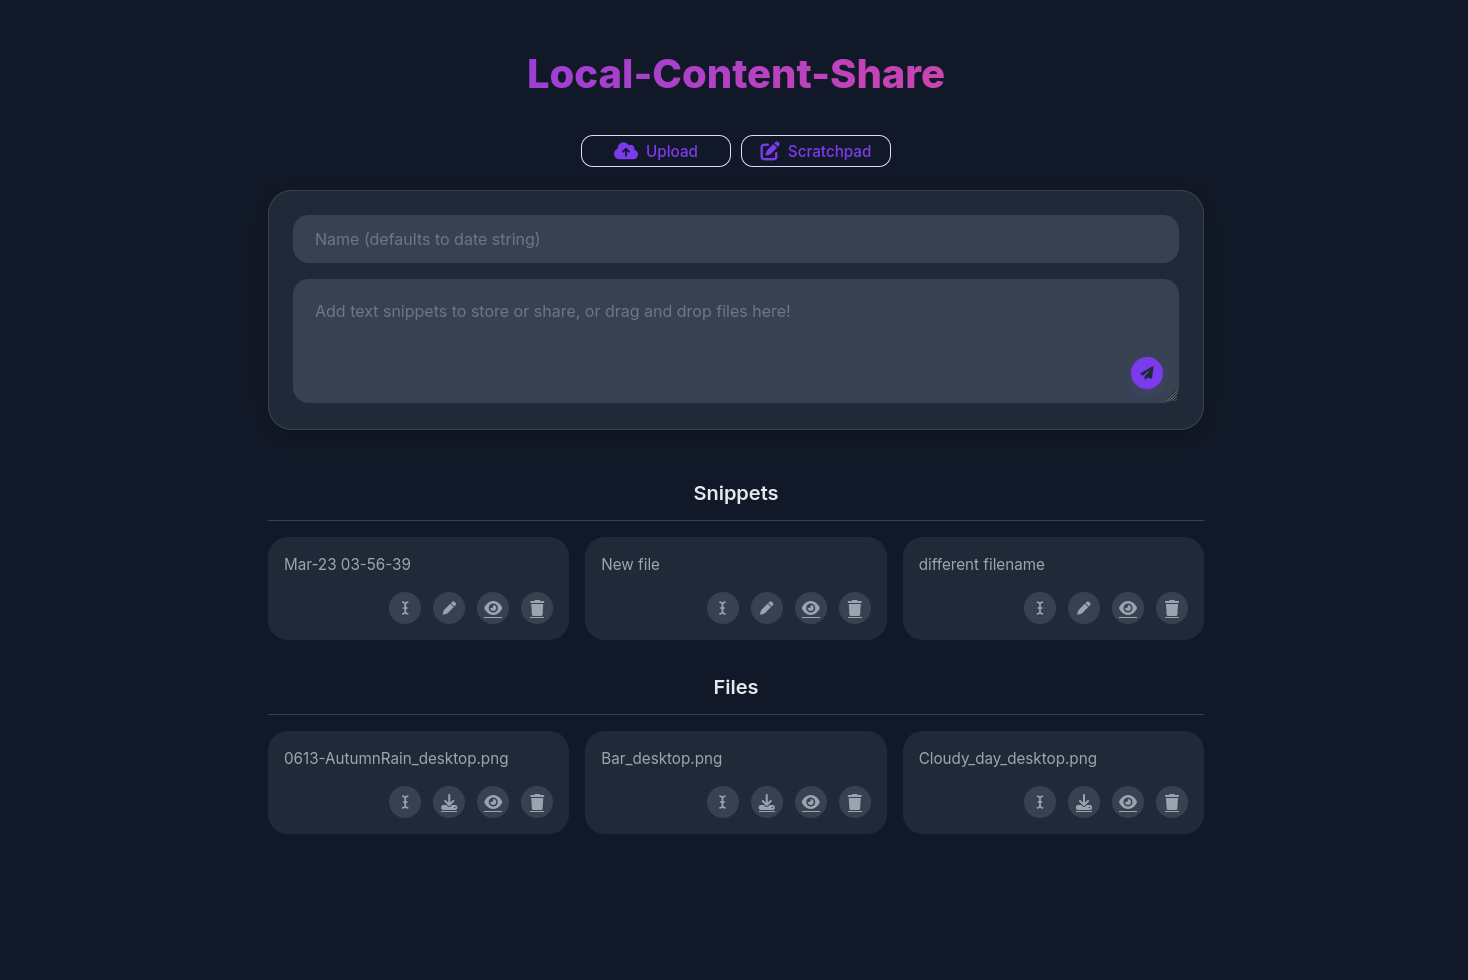 Local-Content-Share
Upload
Scratchpad
Name (defaults to date string)
Add text snippets to store or share, or drag and drop files here!
Snippets
Mar-23 03-56-39
New file
different filename
Files
0613-AutumnRain_desktop.png
Bar_desktop.png
Cloudy_day_desktop.png